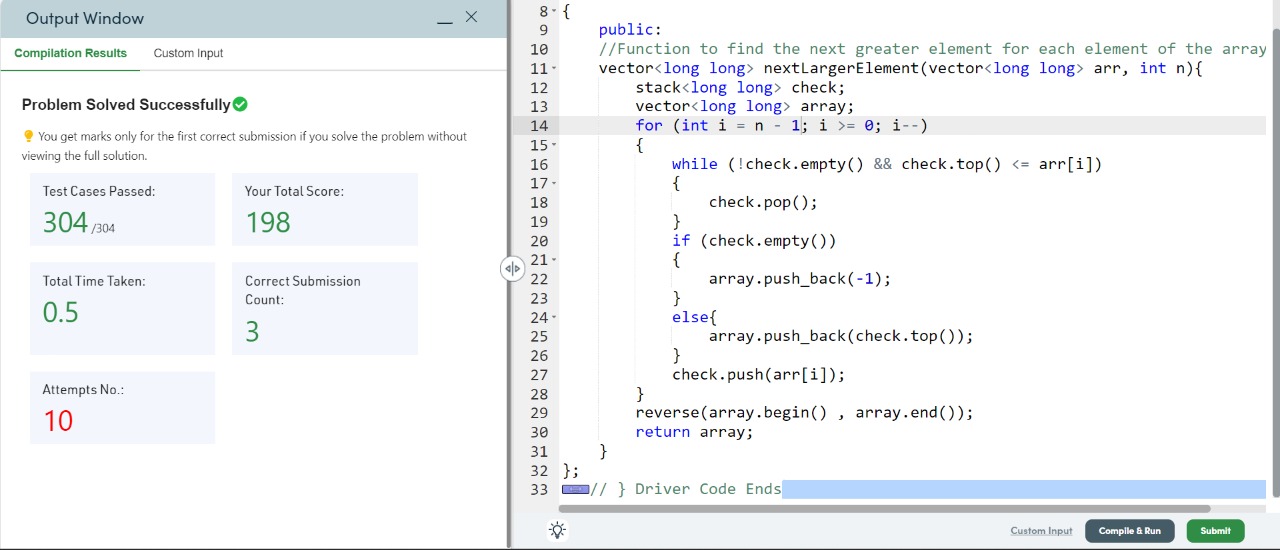 Output Window
Compilation Results Custom Input
Problem Solved Successfully
You get marks only for the first correct submission if you solve the problem without
viewing the full solution.
Test Cases Passed: Your Total Score:
304 /304 198
Total Time Taken: Correct Submission
Count:
0.5 3
Attempts No.:
10
8 {
9 public:
10 //Function to find the next greater element for each element of the array
11 vector<long long> nextLargerElement(vector<long long> arr, int n){
12 stack<long long> check;
13 vector<long long> array;
14 for (int i = n - 1; i >= 0; i--)
15 {
16 while (!check.empty() && check.top() <= arr[i])
17 {
18 check.pop();
19 }
20 if (check.empty())
21 {
22 array.push_back(-1);
23 }
24 else{
25 array.push_back(check.top());
26 }
27 check.push(arr[i]);
28 }
29 reverse(array.begin() , array.end());
30 return array;
31 }
32 };
33 // } Driver Code Ends
Custom Input Compile & Run Submit